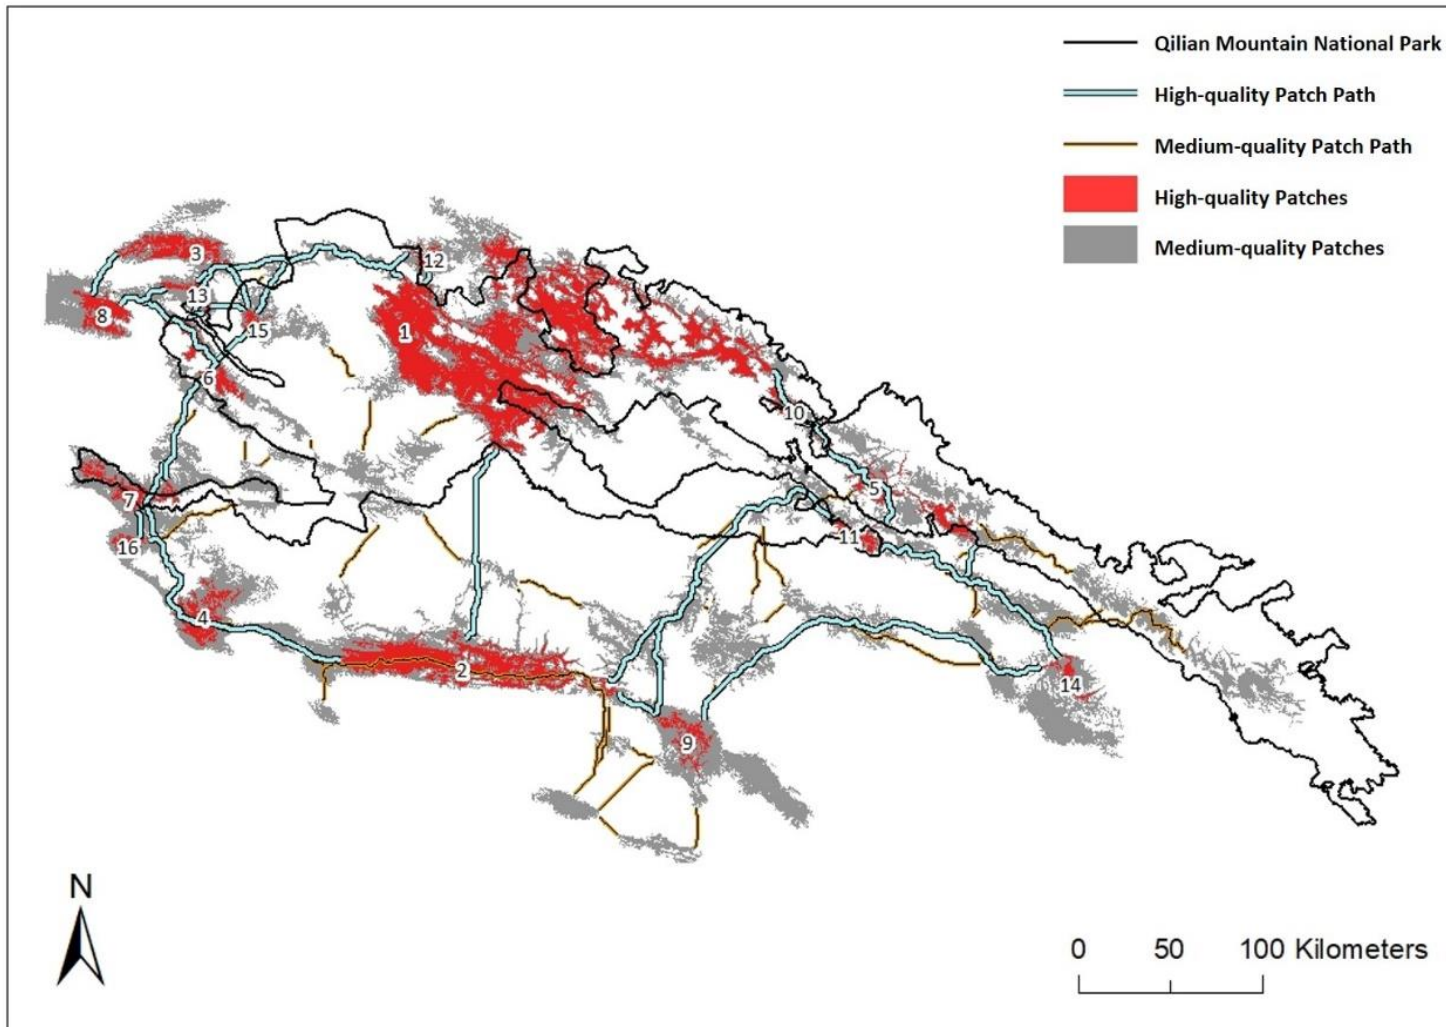 Qilian Mountain National Park
High-quality Patch Path
Medium-quality Patch Path
High-quality Patches
Medium-quality Patches
3
12
13
8
15
1
6
10
5
7
11
16
4
2
14
9
N
0 50 100 Kilometers